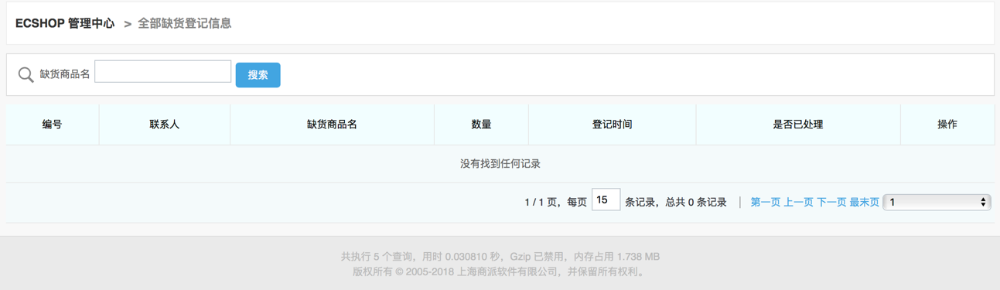 ECSHOP 管理中心 > 全部缺货登记信息
缺货商品名 搜索
编号 联系人 缺货商品名 数量 登记时间 是否已处理 操作
没有找到任何记录
1 / 1 页，每页 15 条记录，总共 0 条记录 | 第一页 上一页 下一页 最末页 1
共执行 5 个查询，用时 0.030810 秒，Gzip 已禁用，内存占用 1.738 MB
版权所有 © 2005-2018 上海商派软件有限公司，并保留所有权利。